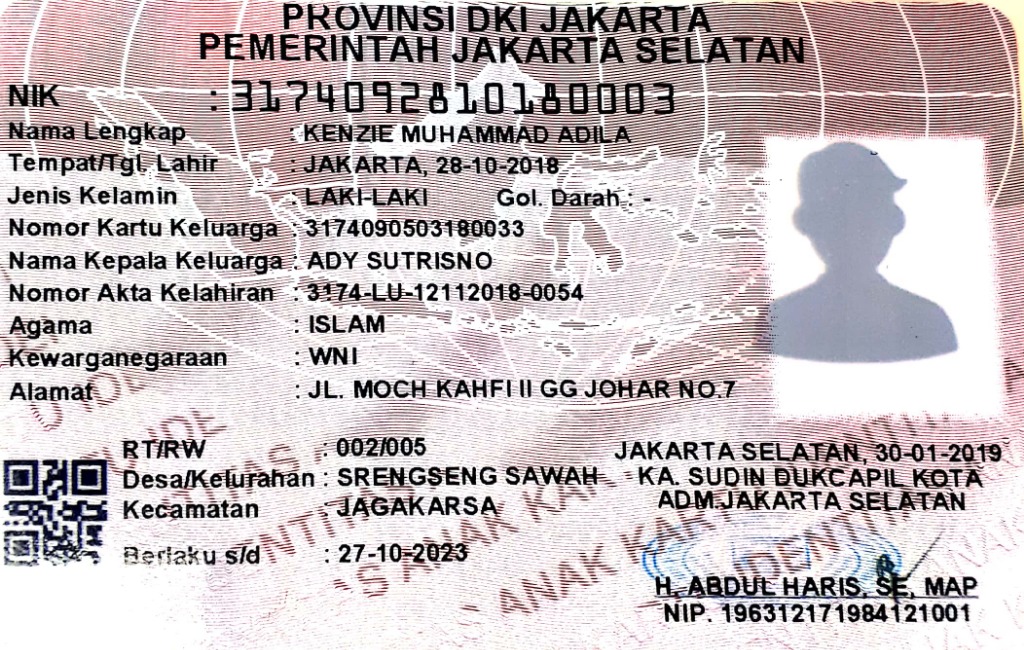 PROVINSI DKI JAKARTA
PEMERINTAH JAKARTA SELATAN
NIK : 3174092810180003
Nama Lengkap : KENZIE MUHAMMAD ADILA
Tempat/Tgl. Lahir : JAKARTA, 28-10-2018
Jenis Kelamin : LAKI-LAKI Gol. Darah : -
Nomor Kartu Keluarga : 3174090503180033
Nama Kepala Keluarga : ADY SUTRISNO
Nomor Akta Kelahiran : 3174-LU-12112018-0054
Agama : ISLAM
Kewarganegaraan : WNI
Alamat : JL. MOCH KAHFI II GG JOHAR NO.7
RT/RW : 002/005
Desa/Kelurahan : SRENGSENG SAWAH
Kecamatan : JAGAKARSA
Berlaku s/d : 27-10-2023
JAKARTA SELATAN, 30-01-2019
KA. SUDIN DUKCAPIL KOTA
ADM.JAKARTA SELATAN
H. ABDUL HARIS, SE, MAP
NIP. 196312171984121001